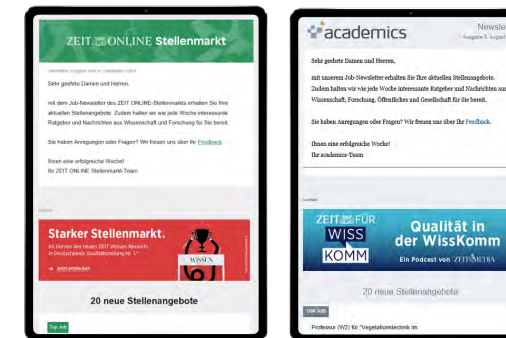 ZEIT ONLINE Stellenmarkt
Sehr geehrte Damen und Herren,
mit dem Job-Newsletter des ZEIT ONLINE-Stellenmarkts erhalten Sie Ihre
aktuellen Stellenangebote. Zudem halten wir wie jede Woche interessante
Ratgeber und Nachrichten aus Wissenschaft und Forschung für Sie bereit.
Sie haben Anregungen oder Fragen? Wir freuen uns über Ihr Feedback.
Ihnen eine erfolgreiche Woche!
Ihr ZEIT ONLINE Stellenmarkt-Team
Starker Stellenmarkt.
Im Herzen des neuen ZEIT Wissen Ressorts
in Deutschlands Qualitätszeitung Nr. 1*
→ Jetzt entdecken
WISSEN
20 neue Stellenangebote
Top Job
academics
Newsle
Ausgabe 3. August
Sehr geehrte Damen und Herren,
mit unserem Job-Newsletter erhalten Sie Ihre aktuellen Stellenangebote.
Zudem halten wir wie jede Woche interessante Ratgeber und Nachrichten aus
Wissenschaft, Forschung, Öffentliches und Gesellschaft für Sie bereit.
Sie haben Anregungen oder Fragen? Wir freuen uns über Ihr Feedback.
Ihnen eine erfolgreiche Woche!
Ihr academics-Team
ZEIT FÜR
WISS
KOMM
Qualität in
der WissKomm
Ein Podcast von ZEIT MEDIA
20 neue Stellenangebote
TOP JOB
Professur (W2) für "Vegetationstechnik im